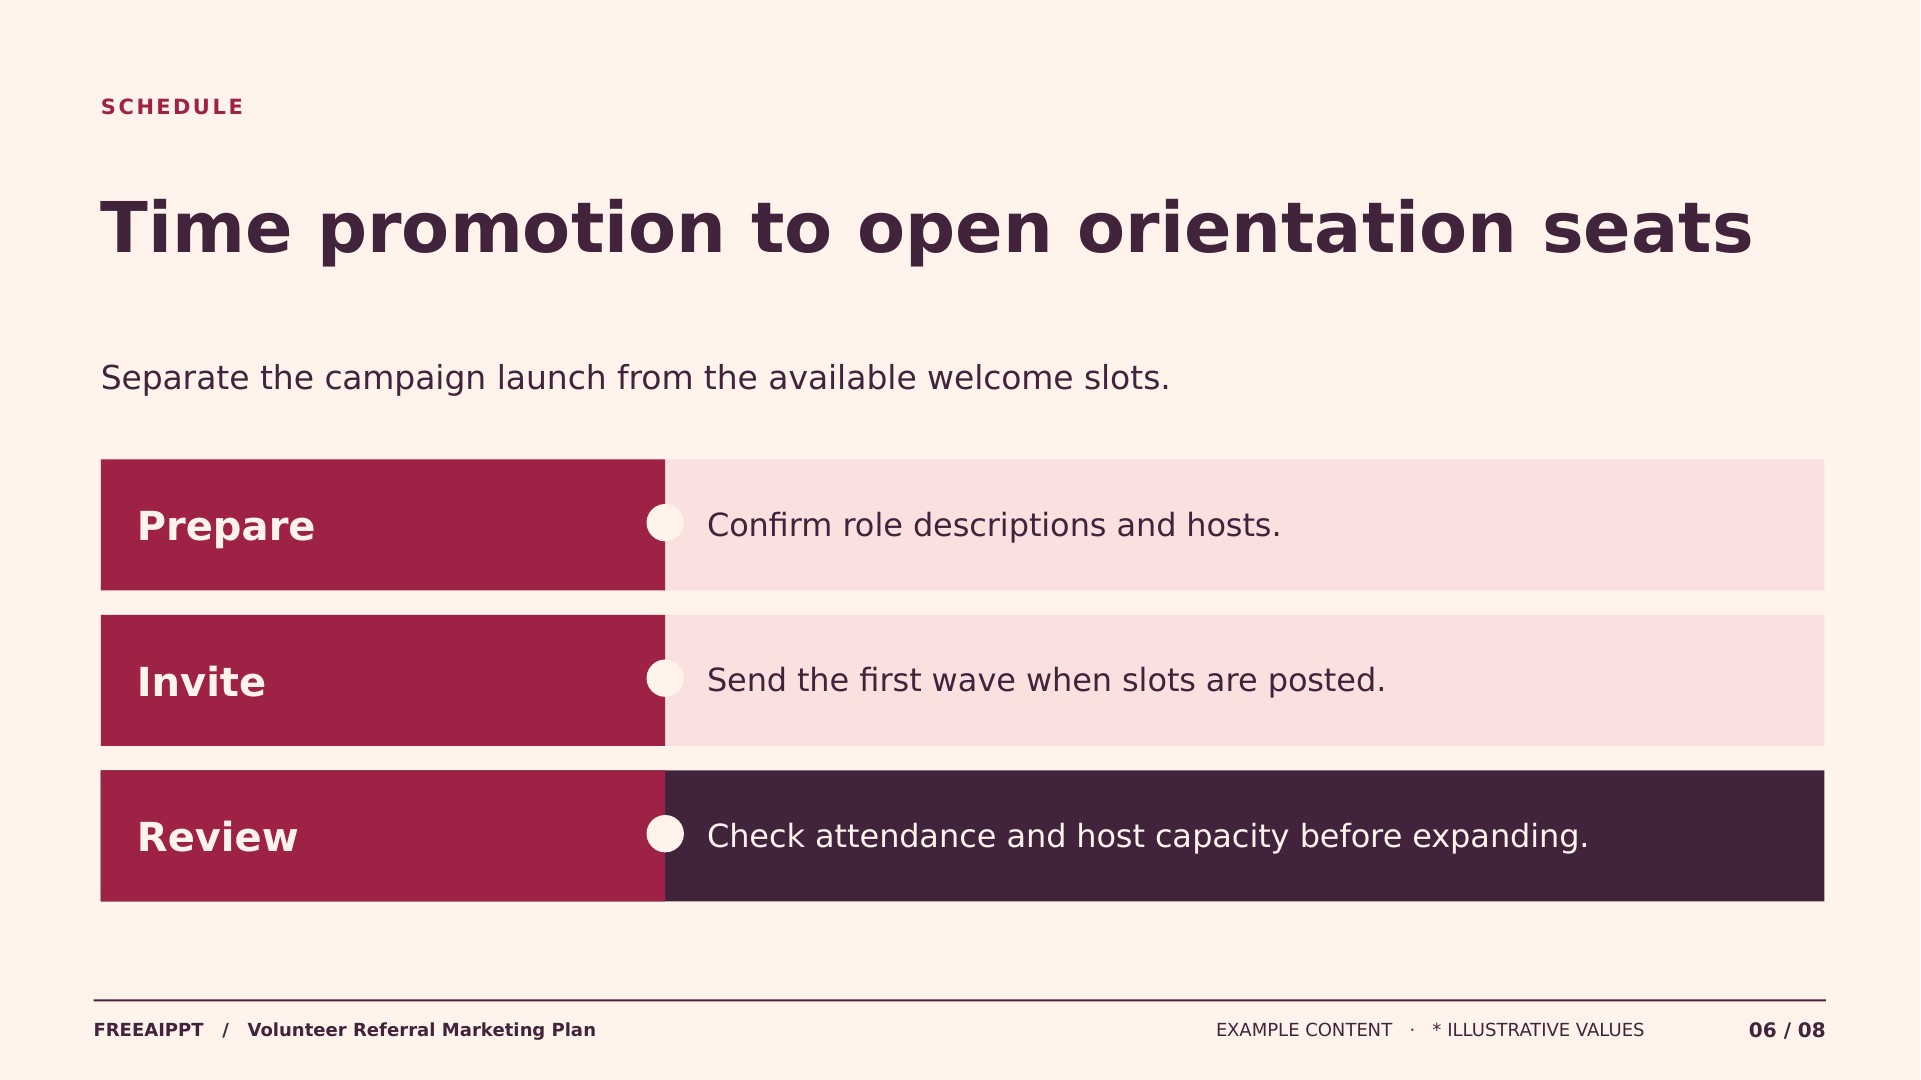 SCHEDULE
Time promotion to open orientation seats
Separate the campaign launch from the available welcome slots.
Prepare
Confirm role descriptions and hosts.
Invite
Send the first wave when slots are posted.
Review
Check attendance and host capacity before expanding.
FREEAIPPT / Volunteer Referral Marketing Plan
EXAMPLE CONTENT · * ILLUSTRATIVE VALUES
06 / 08